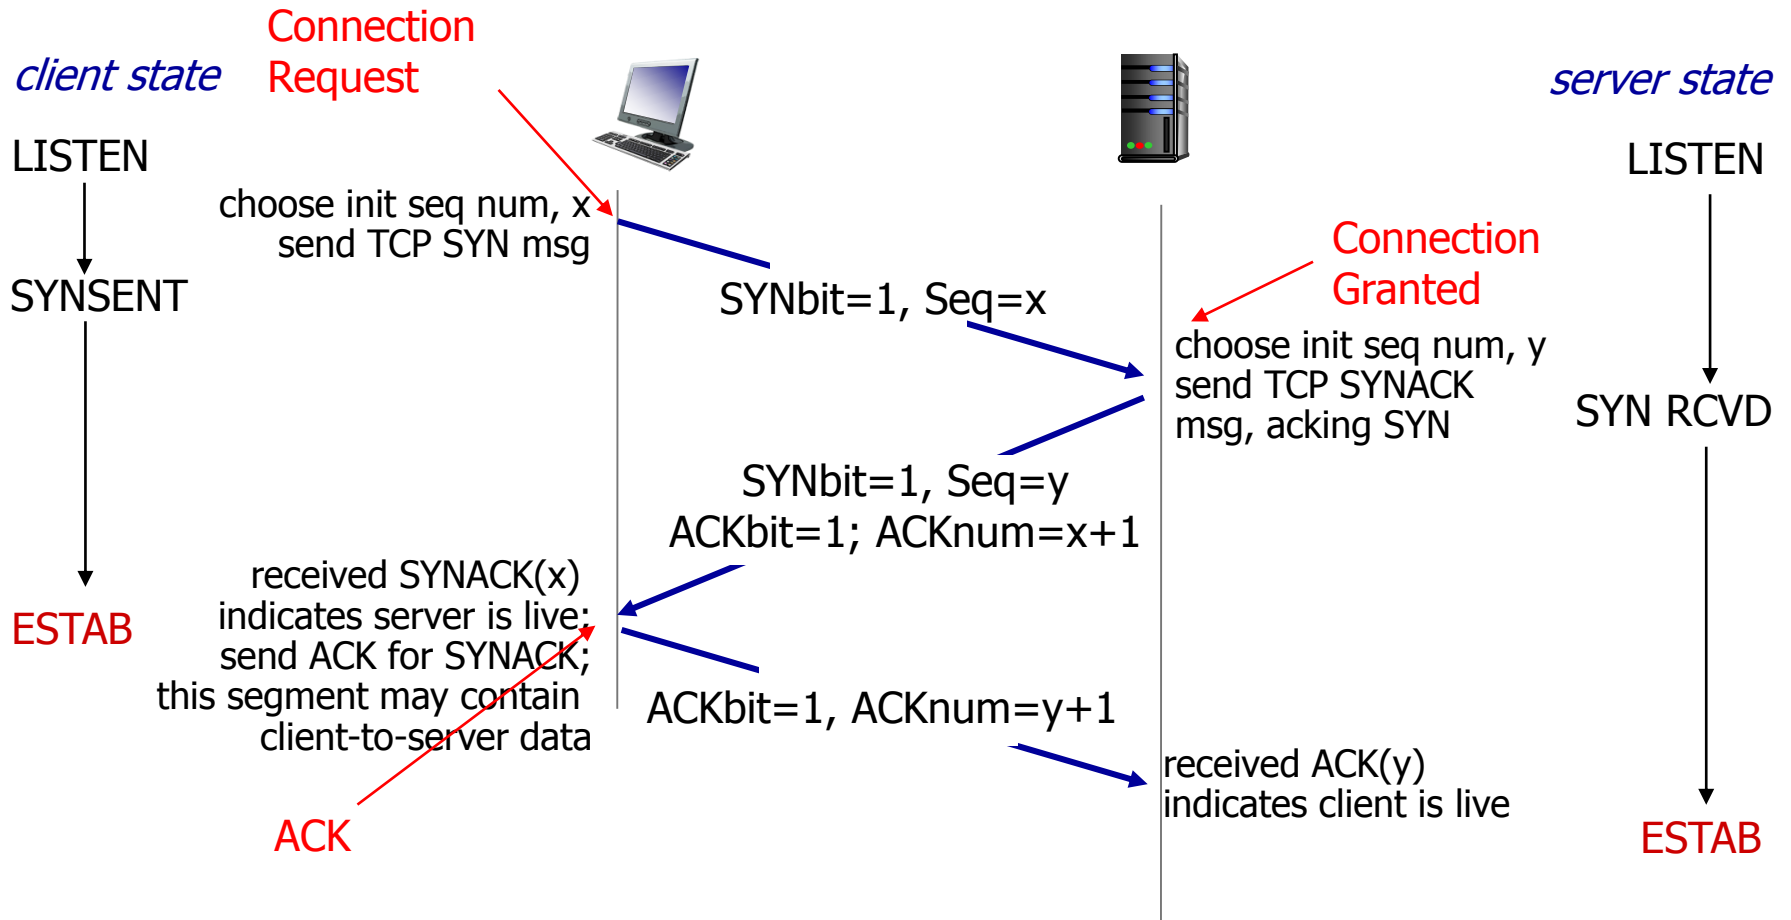 Connection
Request
client state
server state
LISTEN
LISTEN
choose init seq num, x
send TCP SYN msg
Connection
Granted
SYNSENT
SYNbit=1, Seq=x
choose init seq num, y
send TCP SYNACK
msg, acking SYN
SYN RCVD
SYNbit=1, Seq=y
ACKbit=1; ACKnum=x+1
received SYNACK(x)
indicates server is live;
send ACK for SYNACK;
this segment may contain
client-to-server data
ESTAB
ACKbit=1, ACKnum=y+1
received ACK(y)
indicates client is live
ACK
ESTAB